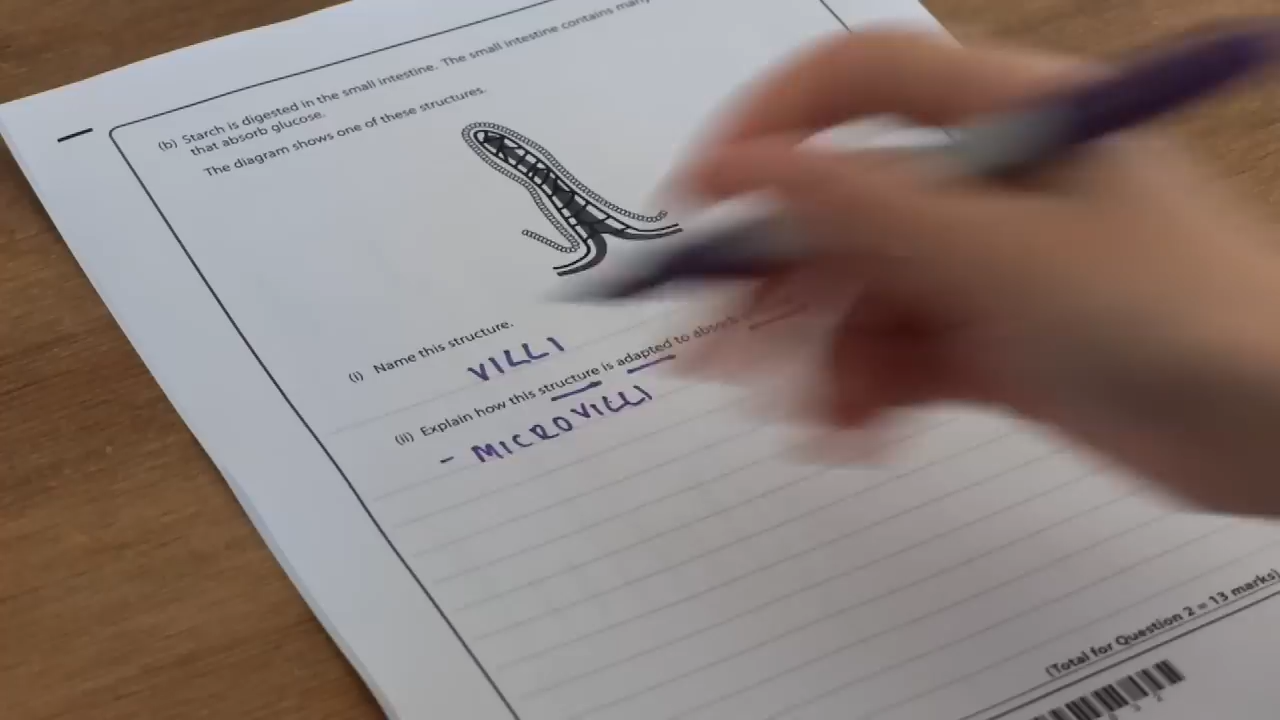 (b) Starch is digested in the small intestine. The small intestine contains many
that absorb glucose.
The diagram shows one of these structures.
(i) Name this structure.
VILLI
(ii) Explain how this structure is adapted to absorb
- MICROVILLI
(Total for Question 2 = 13 marks)